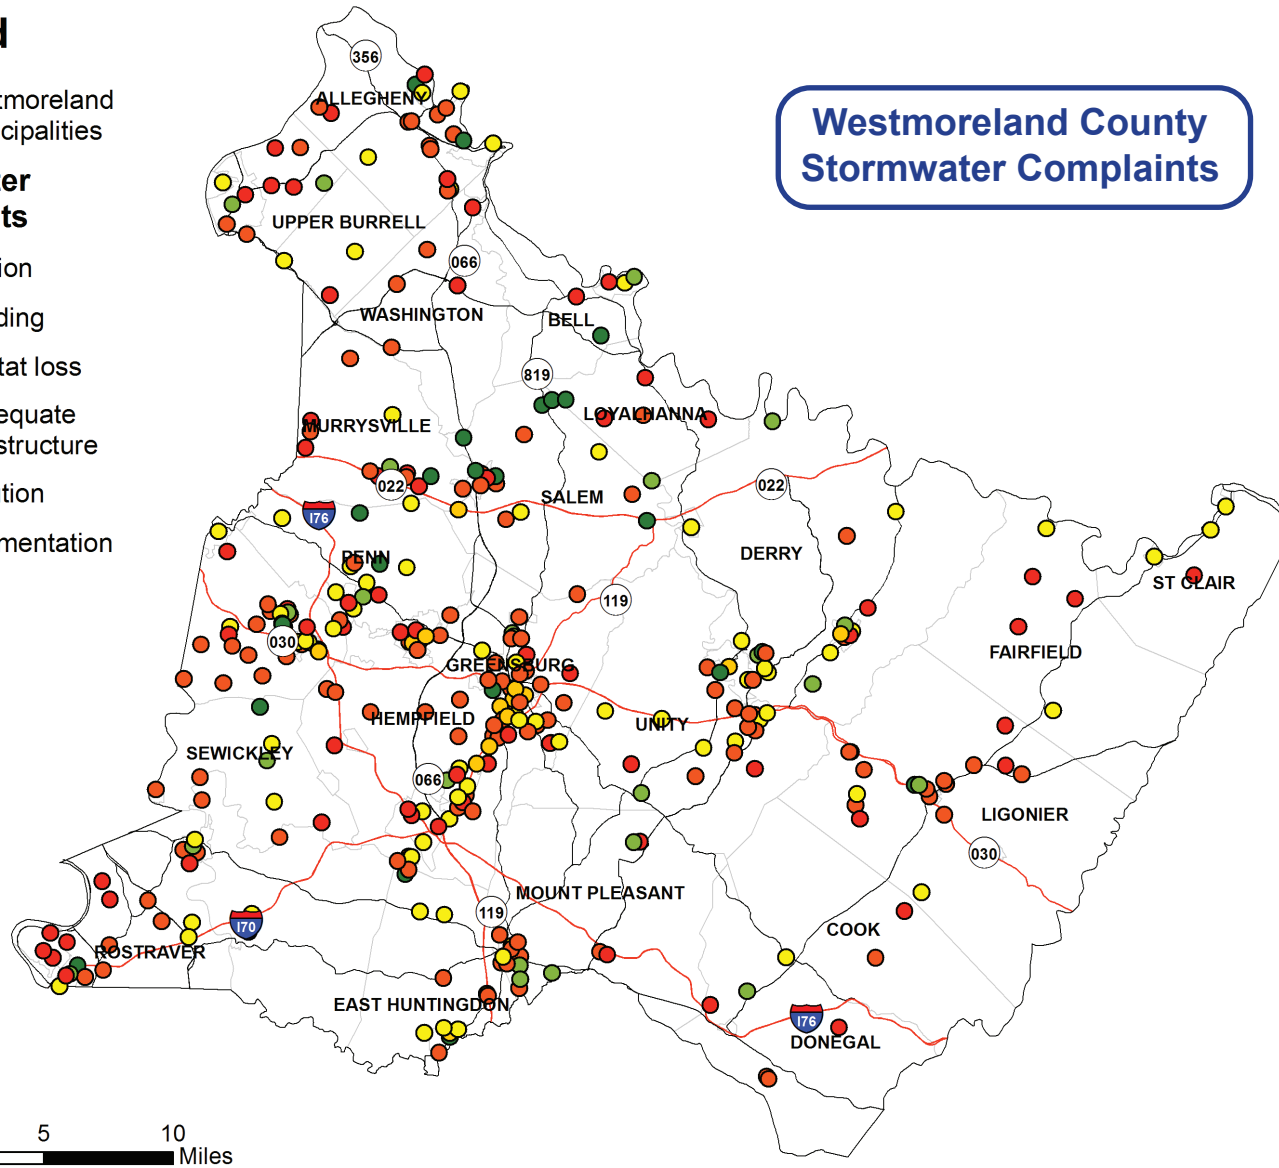 d
tmoreland
cipalities
ter
ts
ion
ding
tat loss
equate
structure
tion
mentation
Westmoreland County
Stormwater Complaints
356
ALLEGHENY
UPPER BURRELL
066
WASHINGTON
BELL
819
LOYALHANNA
MURRYSVILLE
022
022
SALEM
I76
PENN
DERRY
ST CLAIR
119
030
FAIRFIELD
GREENSBURG
HEMPFIELD
UNITY
SEWICKLEY
066
LIGONIER
030
MOUNT PLEASANT
119
I70
COOK
ROSTRAVER
EAST HUNTINGDON
I76
DONEGAL
5 10
Miles